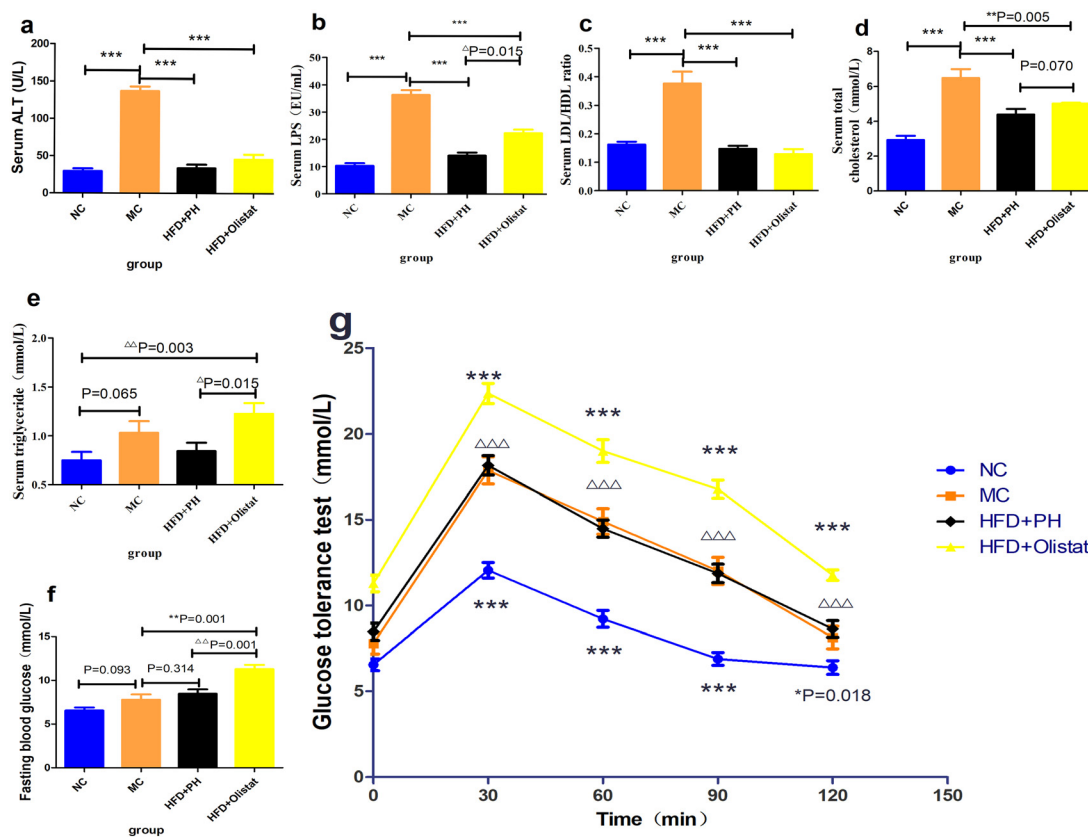 a
Serum ALT (U/L)
200
150
100
50
0
***
***
***
NC
MC
HFD+PH
HFD+Olistat
group
b
Serum LPS（EU/mL）
50
40
30
20
10
0
***
△P=0.015
***
***
NC
MC
HFD+PH
HFD+Olistat
group
c
Serum LDL/HDL ratio
0.5
0.4
0.3
0.2
0.1
0.0
***
***
***
NC
MC
HFD+PH
HFD+Olistat
group
d
Serum total
cholesterol（mmol/L）
8
6
4
2
0
**P=0.005
***
***
P=0.070
NC
MC
HFD+PH
HFD+Olistat
group
e
Serum triglyceride（mmol/L）
2.0
1.5
1.0
0.5
△△P=0.003
P=0.065
△P=0.015
NC
MC
HFD+PH
HFD+Olistat
group
f
Fasting blood glucose（mmol/L）
15
10
5
0
**P=0.001
△△P=0.001
P=0.093
P=0.314
NC
MC
HFD+PH
HFD+Olistat
group
g
Glucose tolerance test（mmol/L）
25
20
15
10
5
0
***
***
***
***
△△△
△△△
△△△
△△△
***
***
***
*P=0.018
0
30
60
90
120
150
Time（min）
NC
MC
HFD+PH
HFD+Olistat